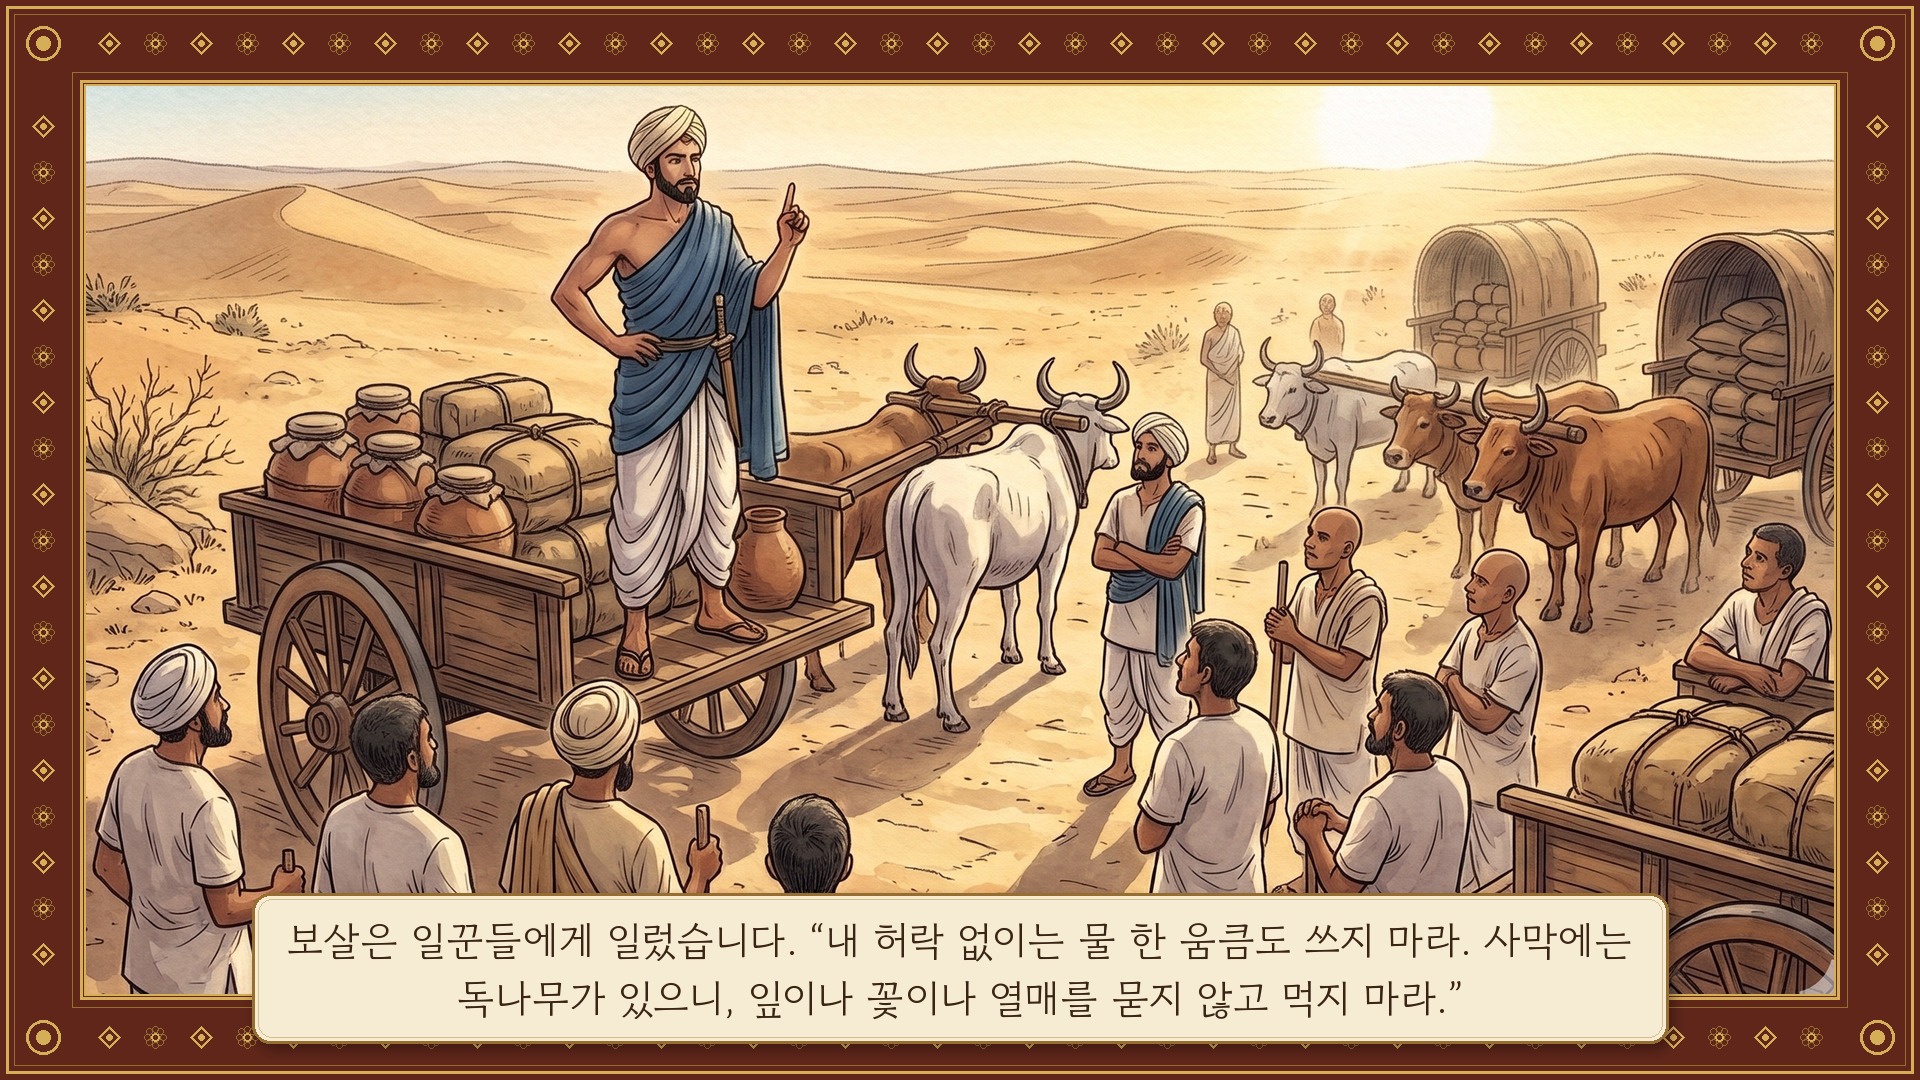 보살은 일꾼들에게 일렀습니다. “내 허락 없이는 물 한 움큼도 쓰지 마라. 사막에는
독나무가 있으니, 잎이나 꽃이나 열매를 묻지 않고 먹지 마라.”